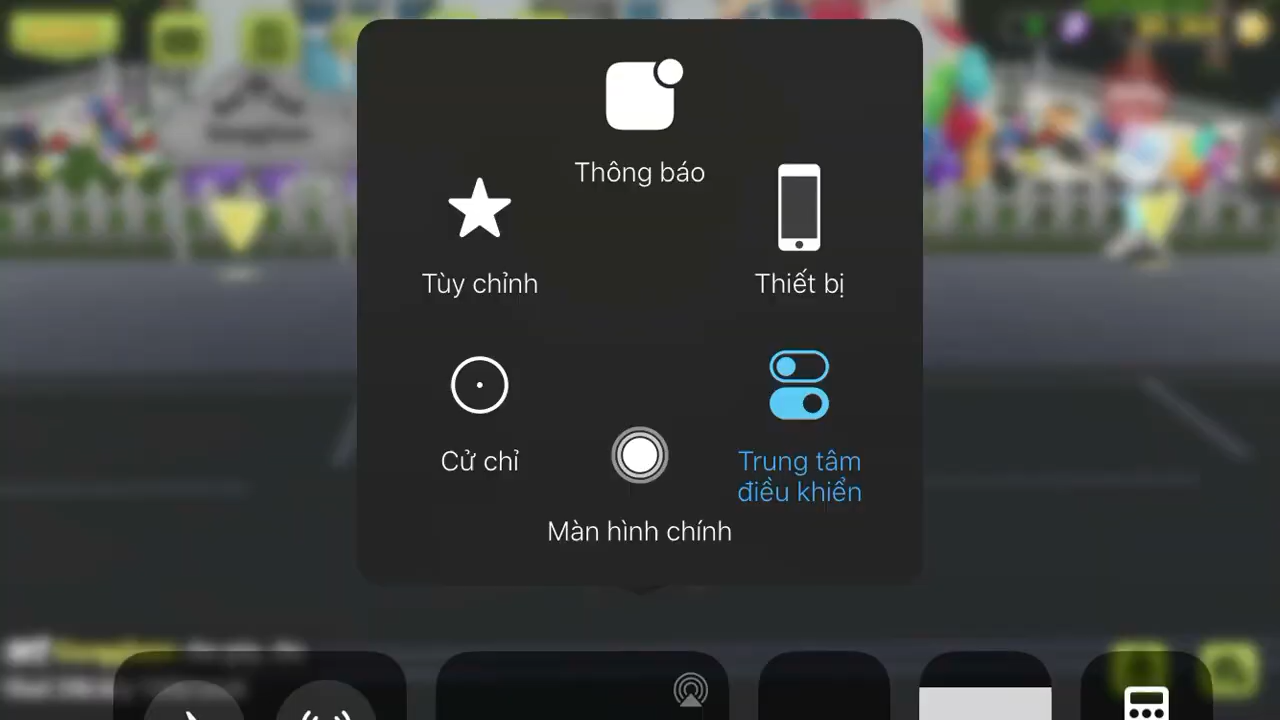 Thông báo
Tùy chỉnh
Thiết bị
Cử chỉ
Trung tâm
điều khiển
Màn hình chính